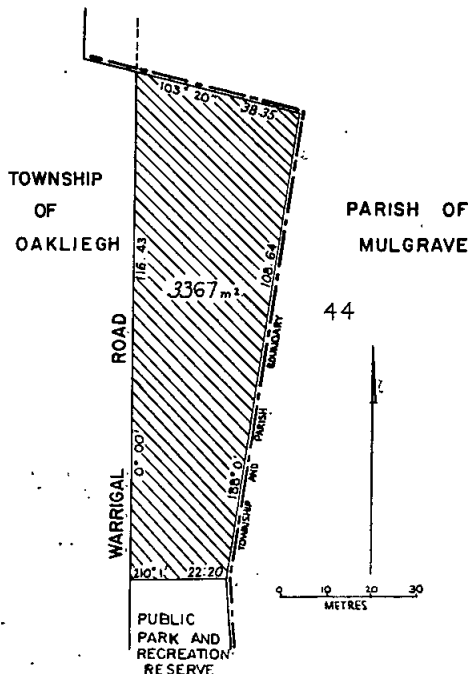 103° 20'
38.35
TOWNSHIP
OF
OAKLIEGH
PARISH OF
MULGRAVE
116.43
3367 m²
108.64
44
ROAD
0° 00'
WARRIGAL
188° 0'
TOWNSHIP AND PARISH BOUNDARY
210° 1'
22.20
0 10 20 30
METRES
PUBLIC
PARK AND
RECREATION
RESERVE